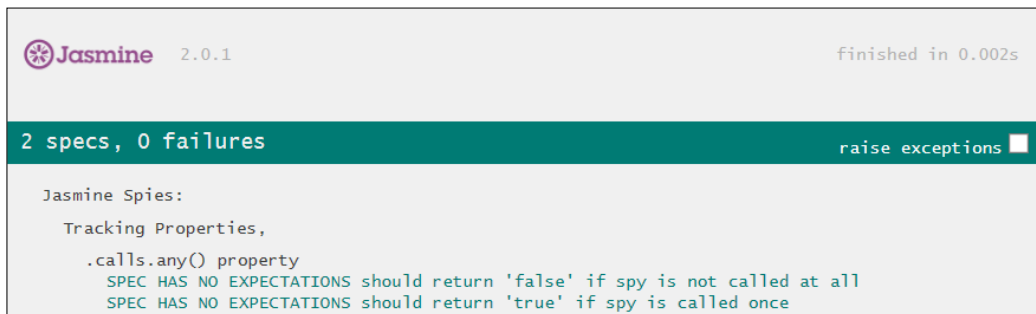 Jasmine 2.0.1 finished in 0.002s
2 specs, 0 failures raise exceptions
Jasmine Spies:
Tracking Properties,
.calls.any() property
SPEC HAS NO EXPECTATIONS should return 'false' if spy is not called at all
SPEC HAS NO EXPECTATIONS should return 'true' if spy is called once